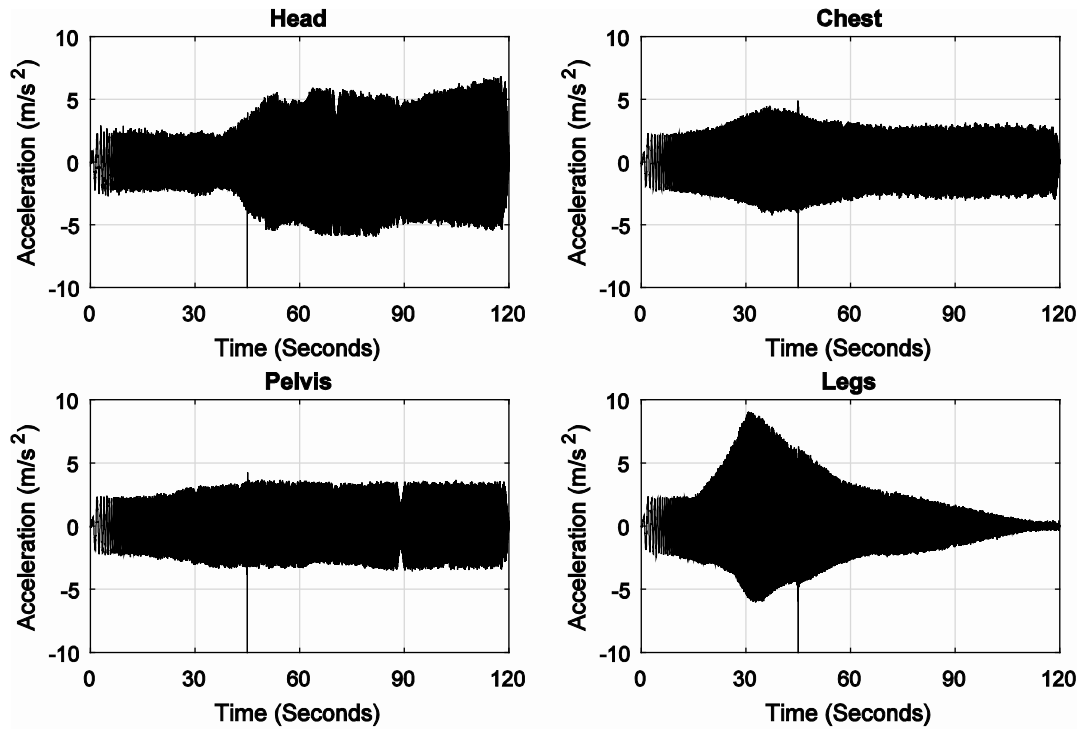 Head
Acceleration (m/s²)
10
5
0
-5
-10
0 30 60 90 120
Time (Seconds)
Chest
Acceleration (m/s²)
10
5
0
-5
-10
0 30 60 90 120
Time (Seconds)
Pelvis
Acceleration (m/s²)
10
5
0
-5
-10
0 30 60 90 120
Time (Seconds)
Legs
Acceleration (m/s²)
10
5
0
-5
-10
0 30 60 90 120
Time (Seconds)